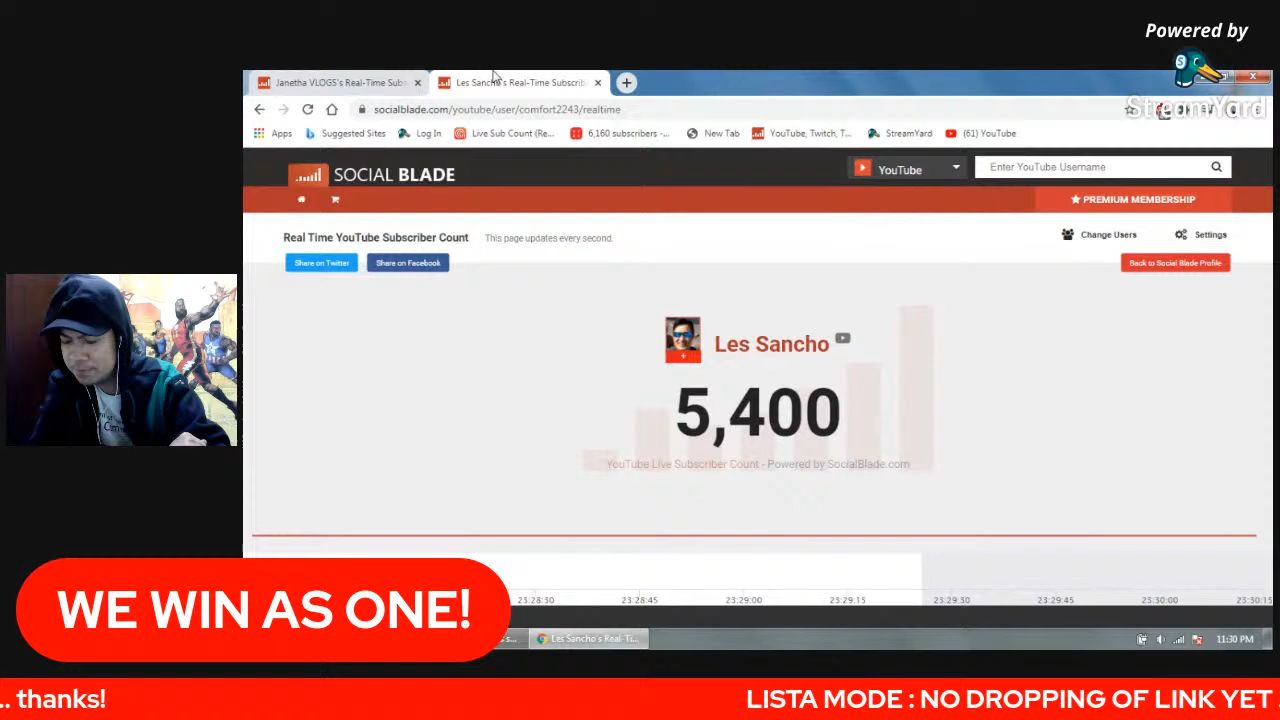 Powered by
StreamYard
Janetha VLOGS's Real-Time Subs
Les Sancho's Real-Time Subscrib
socialblade.com/youtube/user/comfort2243/realtime
Apps
Suggested Sites
Log In
Live Sub Count (Re...
6,160 subscribers -...
New Tab
YouTube, Twitch, T...
StreamYard
(61) YouTube
SOCIAL BLADE
YouTube
Enter YouTube Username
PREMIUM MEMBERSHIP
Real Time YouTube Subscriber Count
This page updates every second.
Change Users
Settings
Share on Twitter
Share on Facebook
Back to Social Blade Profile
Les Sancho
5,400
YouTube Live Subscriber Count - Powered by SocialBlade.com
23:28:30
23:28:45
23:29:00
23:29:15
23:29:30
23:29:45
23:30:00
23:30:15
WE WIN AS ONE!
Les Sancho's Real-Ti...
11:30 PM
.. thanks!
LISTA MODE : NO DROPPING OF LINK YET